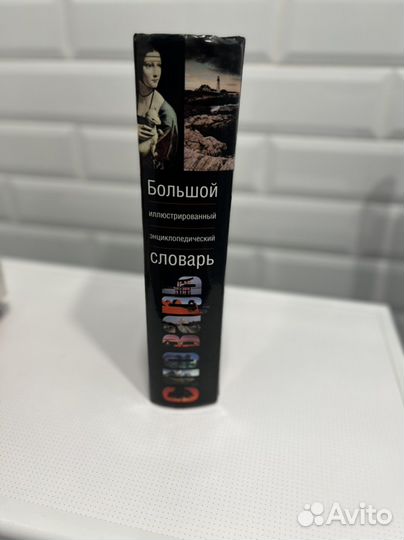 Большой
иллюстрированный
энциклопедический
словарь
Словарь
Avito